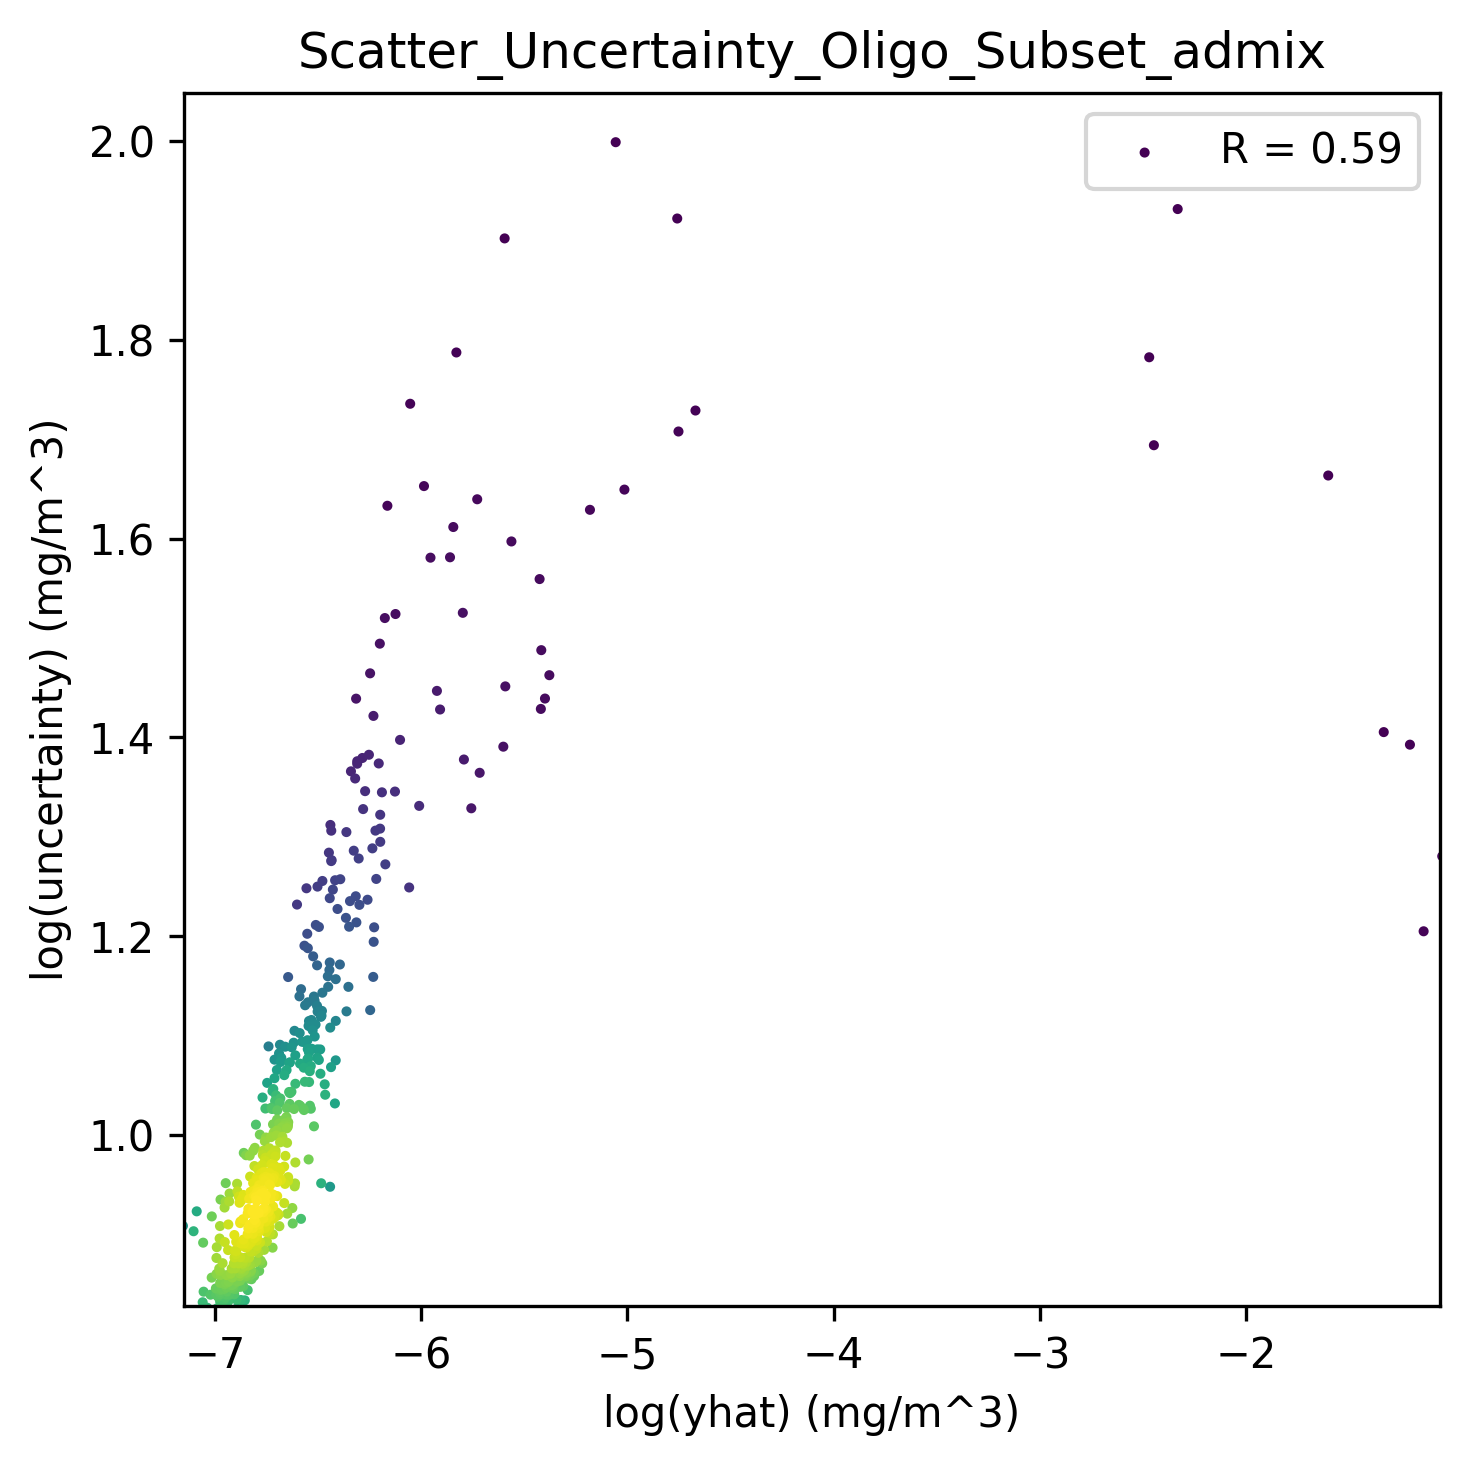 Scatter_Uncertainty_Oligo_Subset_admix
R = 0.59
log(uncertainty) (mg/m^3)
2.0
1.8
1.6
1.4
1.2
1.0
−7 −6 −5 −4 −3 −2
log(yhat) (mg/m^3)